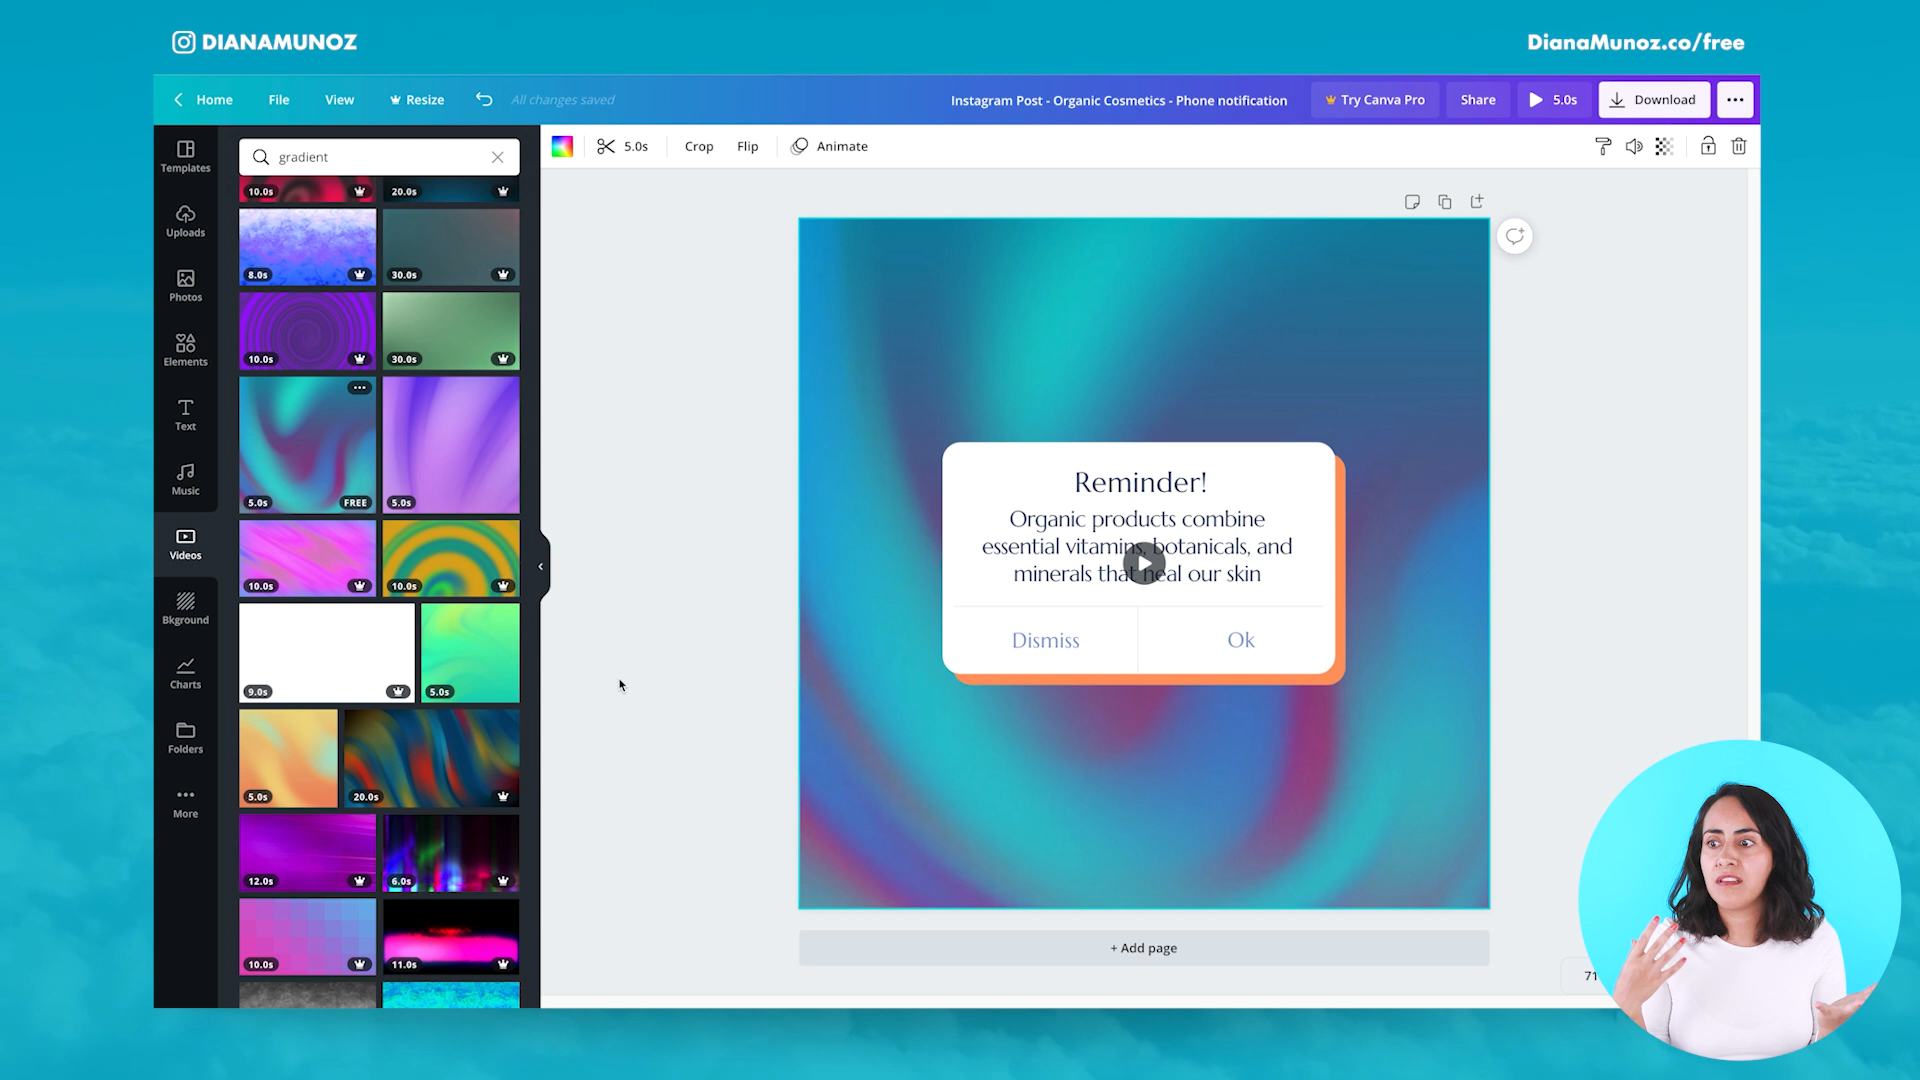 DIANAMUNOZ
DianaMunoz.co/free
Home File View Resize All changes saved
Instagram Post - Organic Cosmetics - Phone notification
Try Canva Pro Share 5.0s Download
Templates
Uploads
Photos
Elements
Text
Music
Videos
Bkground
Charts
Folders
More
gradient
10.0s 20.0s
8.0s 30.0s
10.0s 30.0s
5.0s FREE 5.0s
10.0s 10.0s
9.0s 5.0s
5.0s 20.0s
12.0s 6.0s
10.0s 11.0s
5.0s Crop Flip Animate
Reminder!
Organic products combine
essential vitamins, botanicals, and
minerals that heal our skin
Dismiss Ok
+ Add page